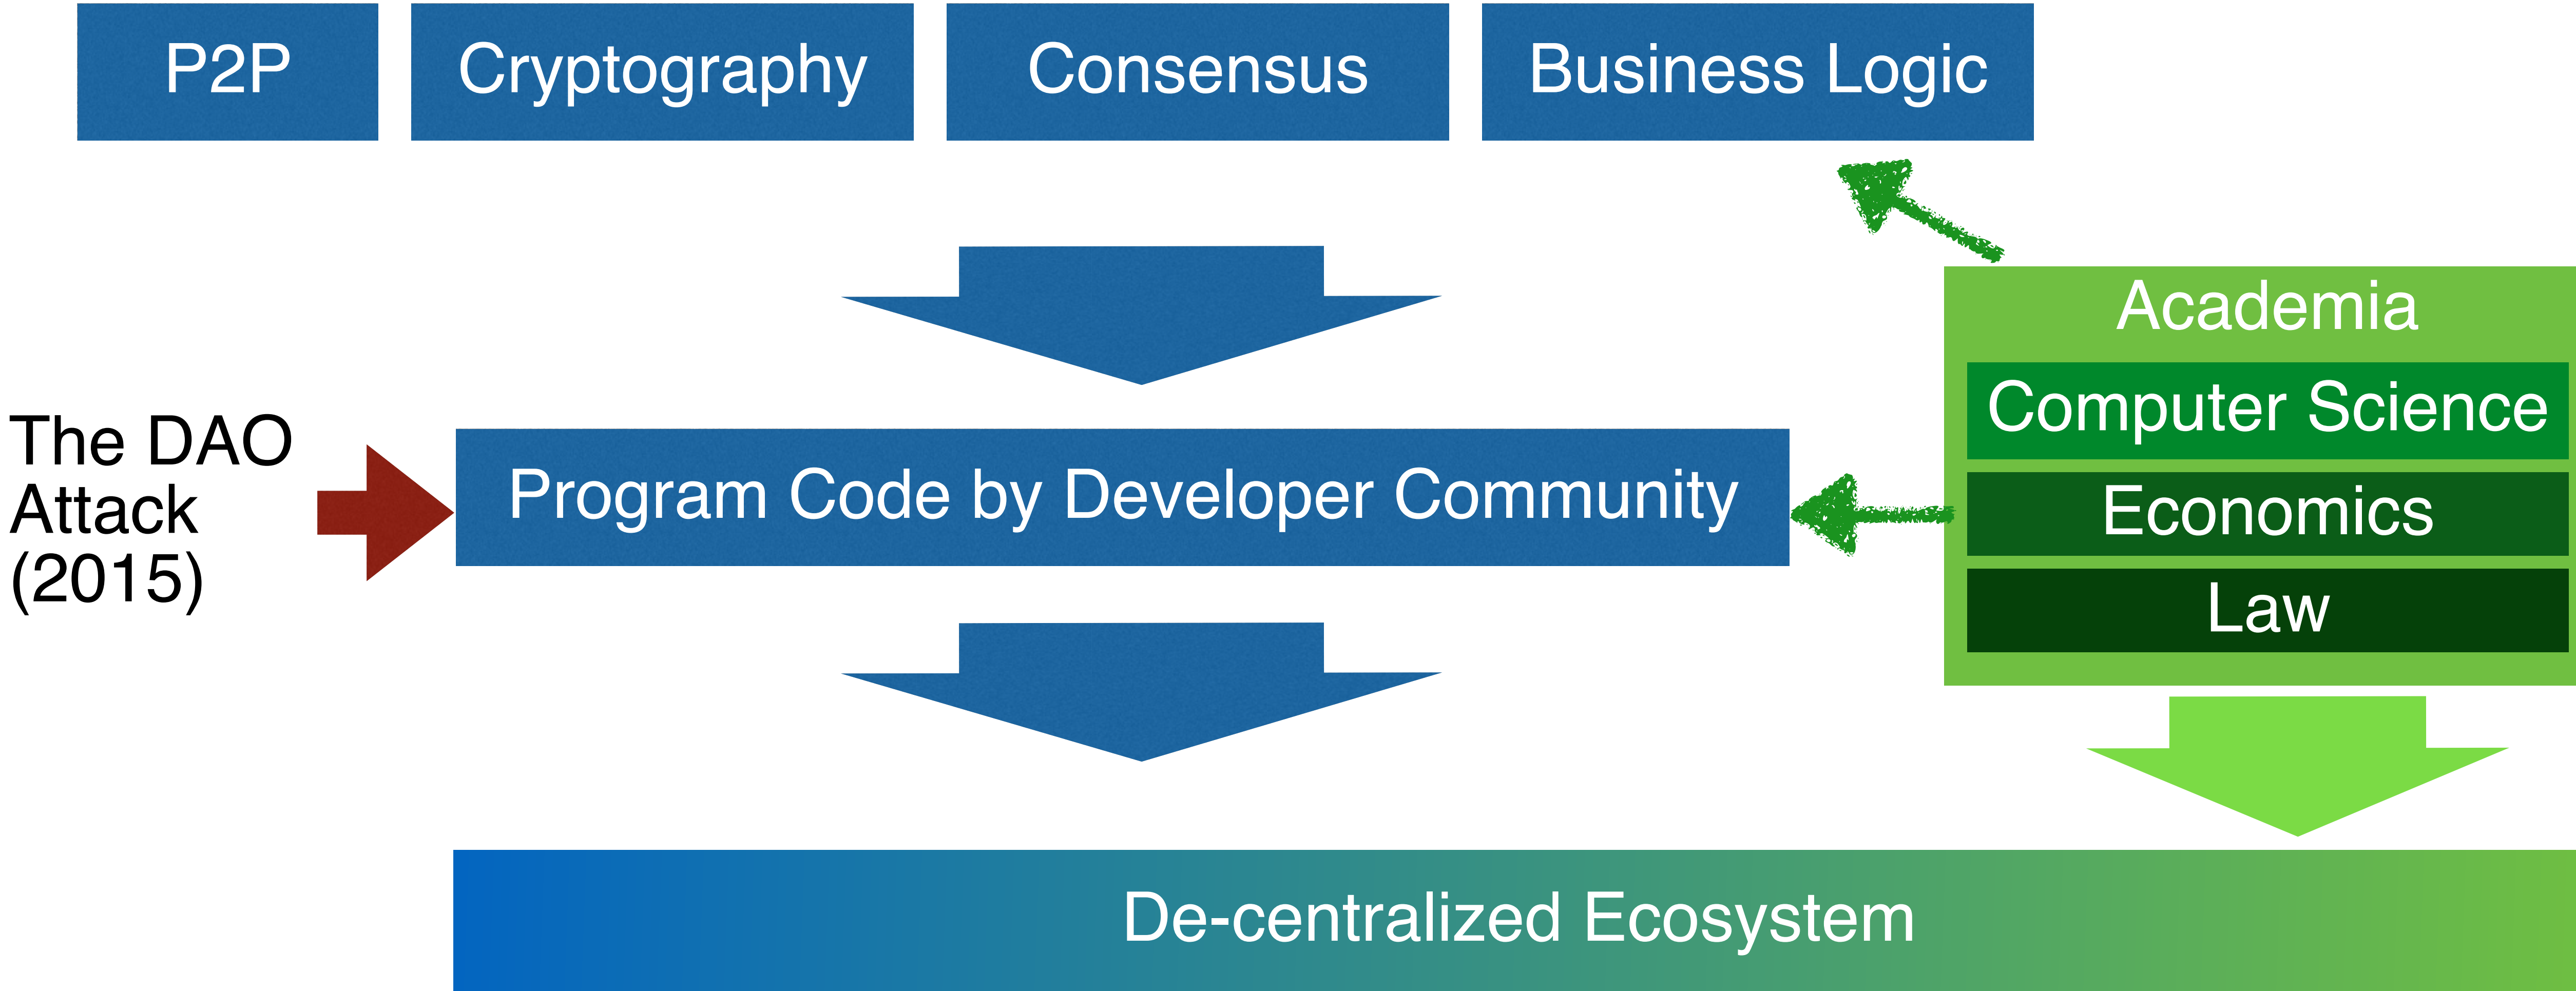 P2P
Cryptography
Consensus
Business Logic
Academia
Computer Science
Economics
Law
The DAO
Attack
(2015)
Program Code by Developer Community
De-centralized Ecosystem